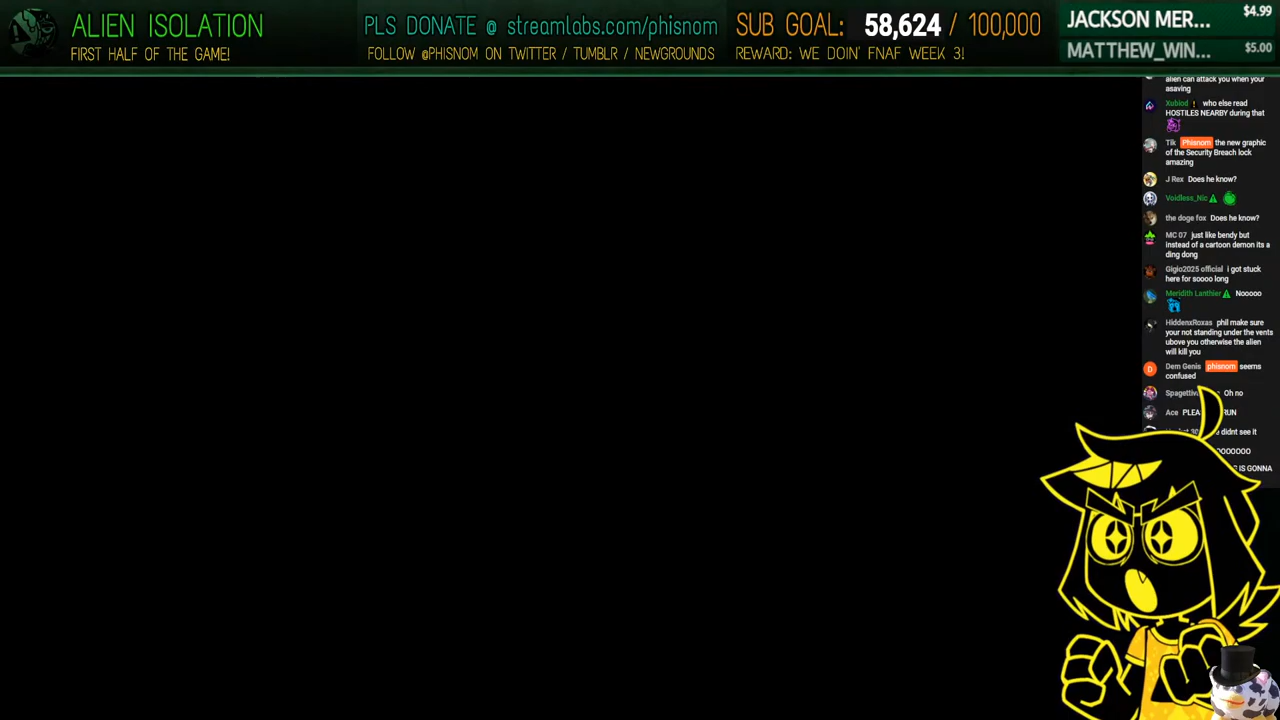 ALIEN ISOLATION
FIRST HALF OF THE GAME!
PLS DONATE @ streamlabs.com/phisnom
FOLLOW @PHISNOM ON TWITTER / TUMBLR / NEWGROUNDS
SUB GOAL: 58,624 / 100,000
REWARD: WE DOIN' FNAF WEEK 3!
JACKSON MER... $4.99
MATTHEW_WIN... $5.00
alien can attack you when your
asaving
Xubiod who else read
HOSTILES NEARBY during that
Tik Phisnom the new graphic
of the Security Breach lock
amazing
J Rex Does he know?
Voidless_Nic
the doge fox Does he know?
MC 07 just like bendy but
instead of a cartoon demon its a
ding dong
Gigio2025 official i got stuck
here for soooo long
Meridith Lanthier Nooooo
HiddenxRoxas phil make sure
your not standing under the vents
ubove you otherwise the alien
will kill you
D
Dem Genis phisnom seems
confused
Oh no
Ace RUN
didnt see it
IS GONNA